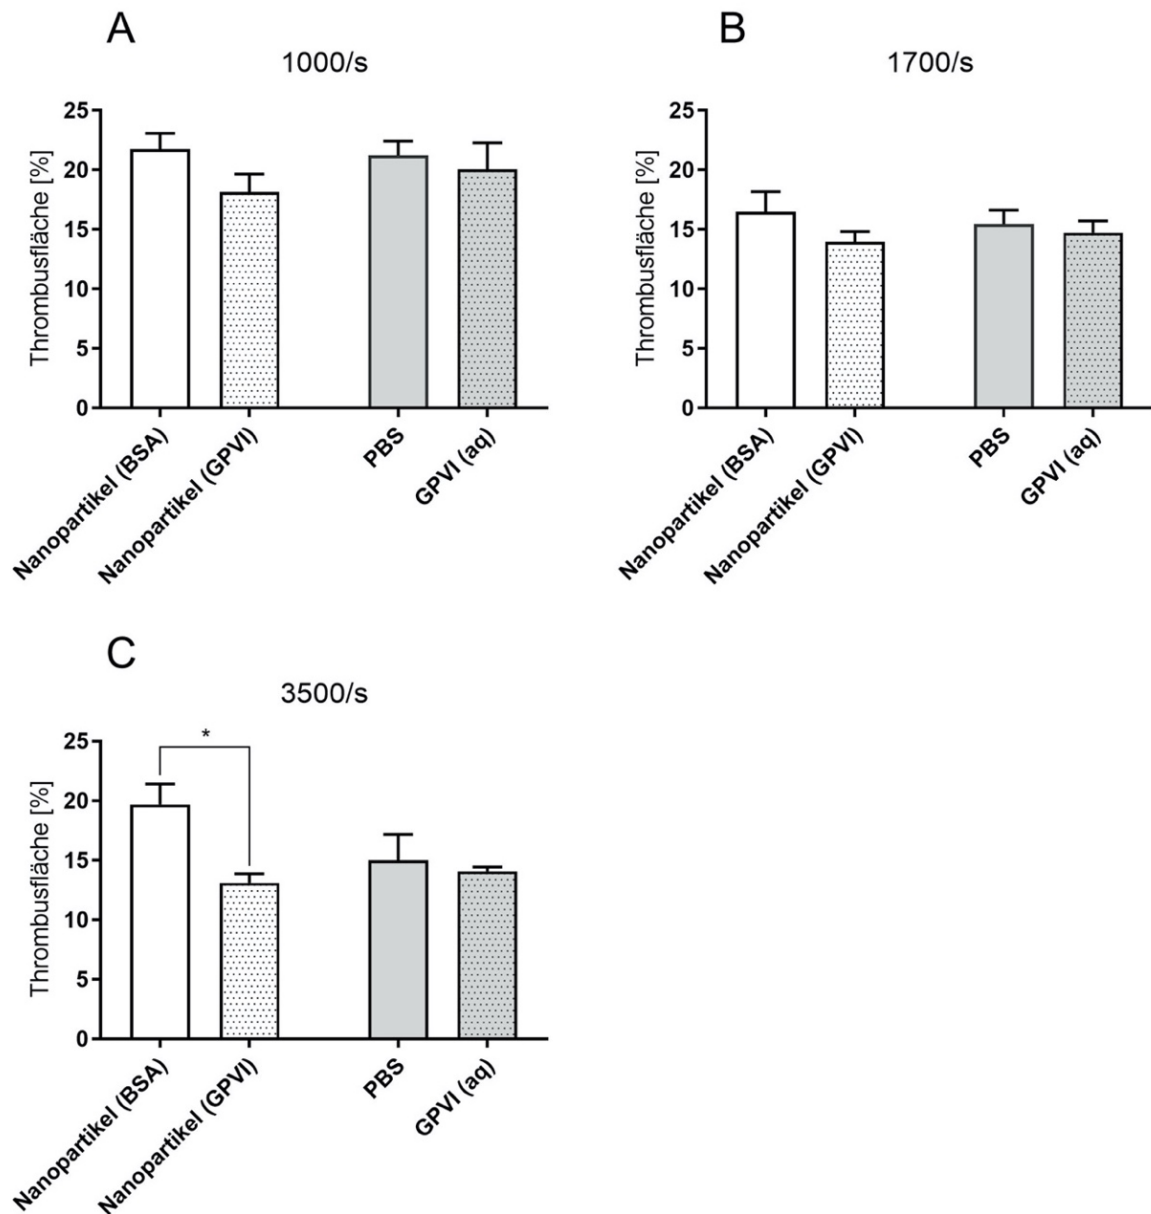 A
1000/s
Thrombusfläche [%]
25
20
15
10
5
0
Nanopartikel (BSA)
Nanopartikel (GPVI)
PBS
GPVI (aq)
B
1700/s
Thrombusfläche [%]
25
20
15
10
5
0
Nanopartikel (BSA)
Nanopartikel (GPVI)
PBS
GPVI (aq)
C
3500/s
Thrombusfläche [%]
25
20
15
10
5
0
*
Nanopartikel (BSA)
Nanopartikel (GPVI)
PBS
GPVI (aq)